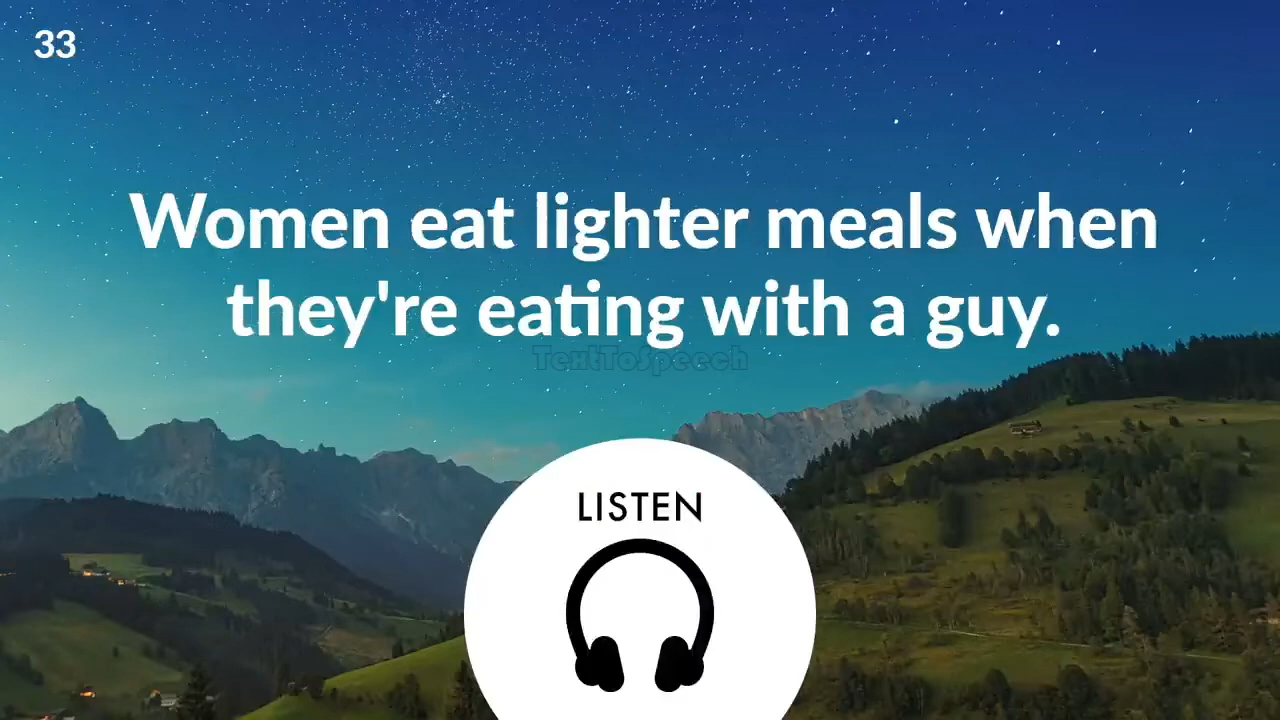 33
Women eat lighter meals when
they're eating with a guy.
TextToSpeech
LISTEN